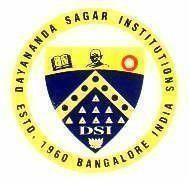 DAYANANDA SAGAR INSTITUTIONS
ESTD. 1960 BANGALORE INDIA
DSI